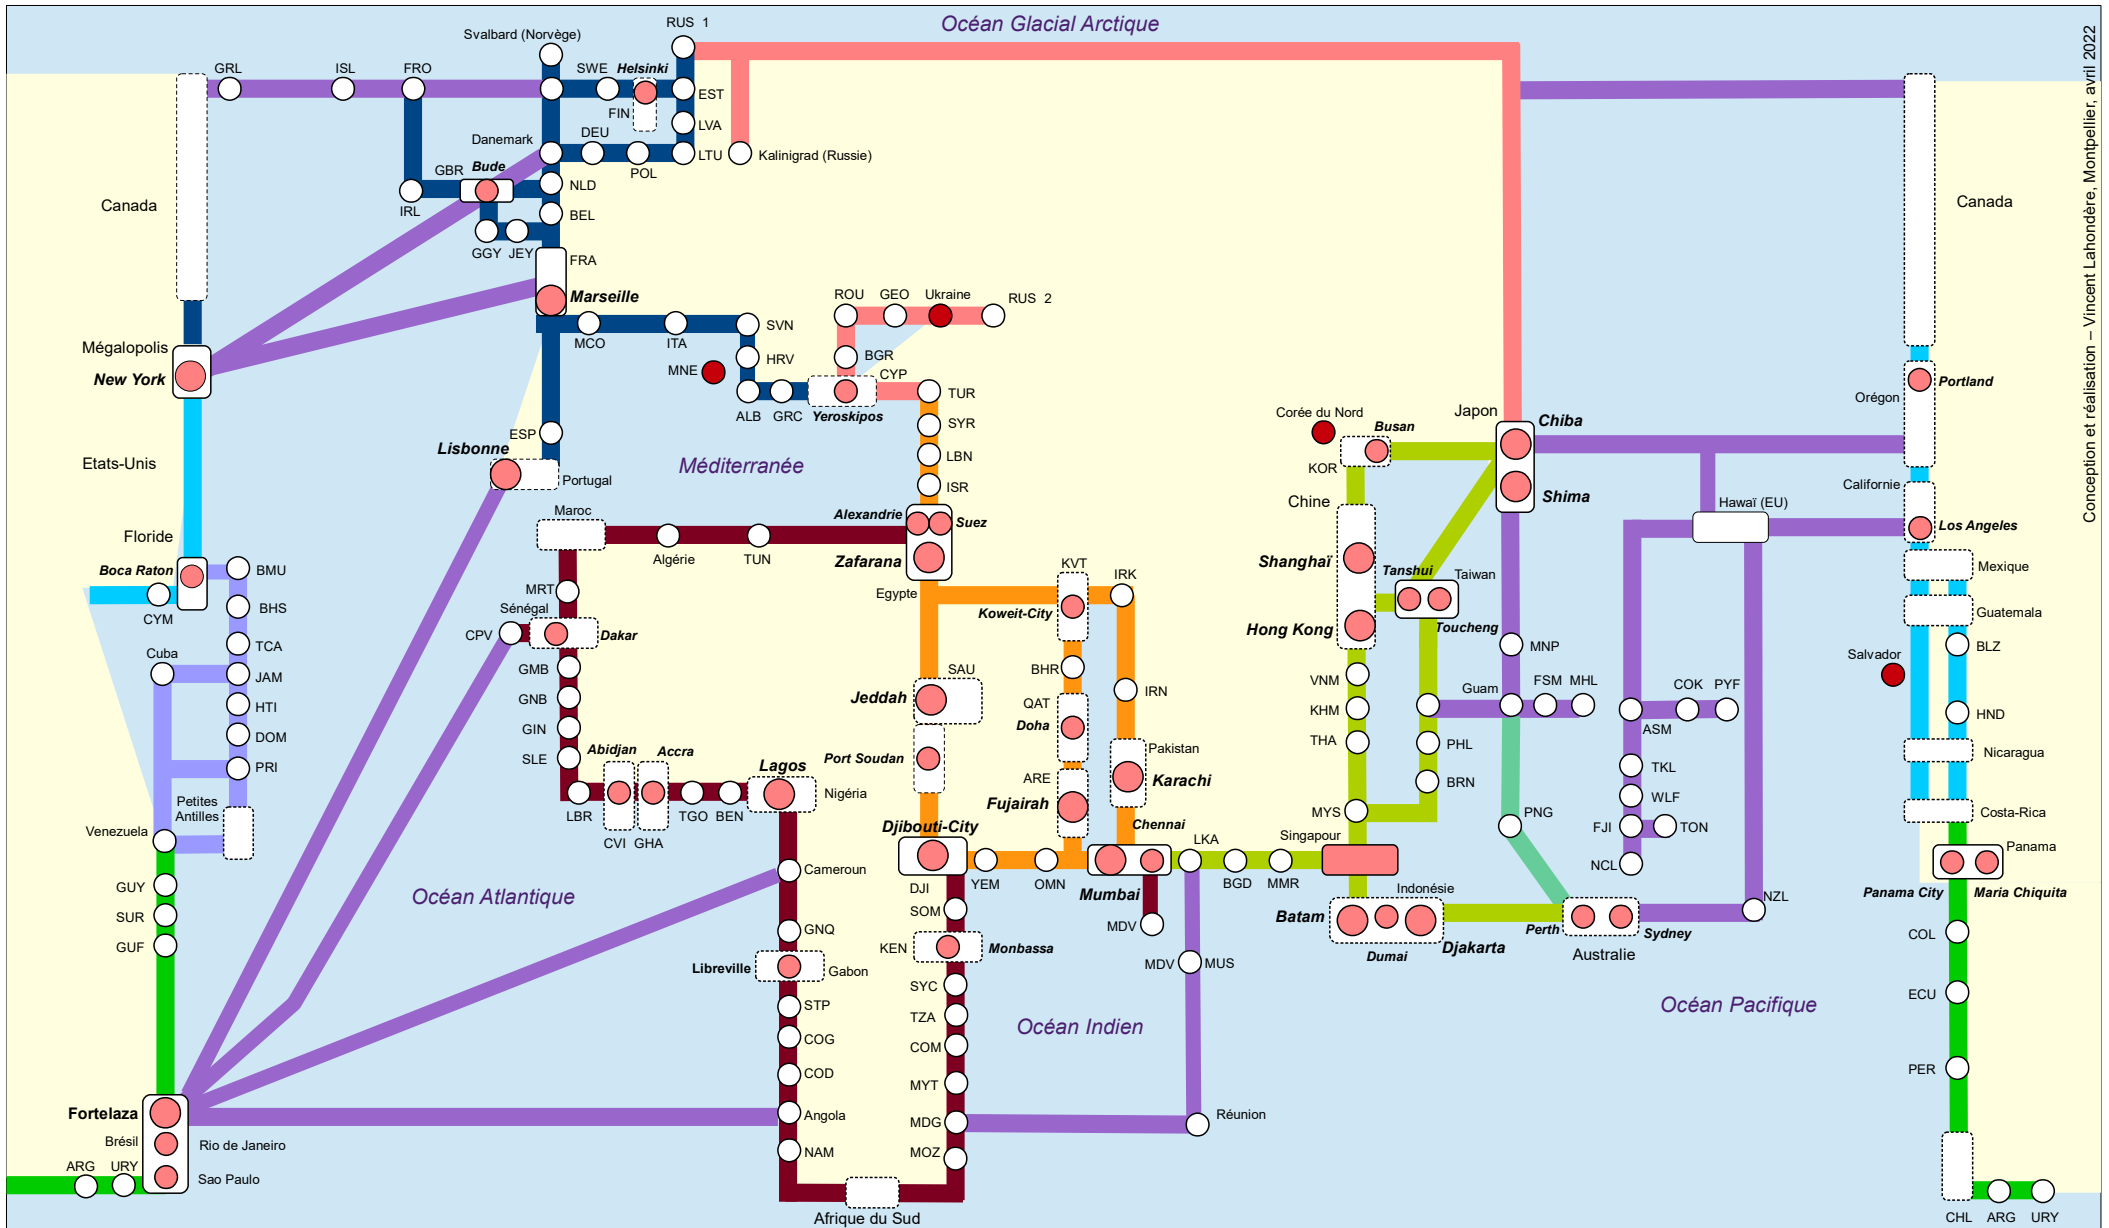 Océan Glacial Arctique
RUS 1
Svalbard (Norvège)
GRL
ISL
FRO
SWE
Helsinki
FIN
EST
LVA
LTU
Kalinigrad (Russie)
Danemark
DEU
POL
Bude
GBR
NLD
IRL
BEL
GGY
JEY
FRA
Marseille
Canada
Mégalopolis
New York
MCO
ITA
SVN
HRV
MNE
ALB
GRC
Yeroskipos
CYP
BGR
ROU
GEO
Ukraine
RUS 2
TUR
SYR
LBN
ISR
ESP
Lisbonne
Portugal
Méditerranée
Etats-Unis
Floride
Boca Raton
CYM
BMU
BHS
TCA
Cuba
JAM
HTI
DOM
PRI
Petites
Antilles
Venezuela
GUY
SUR
GUF
Fortelaza
Brésil
Rio de Janeiro
Sao Paulo
ARG
URY
Maroc
Algérie
TUN
Alexandrie
Suez
Zafarana
Egypte
MRT
Sénégal
CPV
Dakar
GMB
GNB
GIN
SLE
LBR
Abidjan
CVI
Accra
GHA
TGO
BEN
Lagos
Nigéria
Océan Atlantique
Cameroun
GNQ
Libreville
Gabon
STP
COG
COD
Angola
NAM
Afrique du Sud
KVT
Koweit-City
IRK
BHR
IRN
SAU
Jeddah
QAT
Doha
Port Soudan
ARE
Fujairah
Pakistan
Karachi
Djibouti-City
DJI
YEM
OMN
Chennai
Mumbai
LKA
BGD
MMR
SOM
KEN
Monbassa
MDV
MDV
MUS
SYC
TZA
COM
MYT
MDG
MOZ
Réunion
Océan Indien
Corée du Nord
Busan
KOR
Japon
Chiba
Shima
Chine
Shanghaï
Hong Kong
Tanshui
Taiwan
Toucheng
VNM
KHM
THA
MYS
PHL
BRN
Singapour
Indonésie
Batam
Dumai
Djakarta
MNP
Guam
FSM
MHL
PNG
Perth
Sydney
Australie
Hawaï (EU)
ASM
COK
PYF
TKL
WLF
FJI
TON
NCL
NZL
Océan Pacifique
Canada
Portland
Orégon
Californie
Los Angeles
Mexique
Guatemala
BLZ
Salvador
HND
Nicaragua
Costa-Rica
Panama
Panama City
Maria Chiquita
COL
ECU
PER
CHL
ARG
URY
Conception et réalisation – Vincent Lahondère, Montpellier, avril 2022